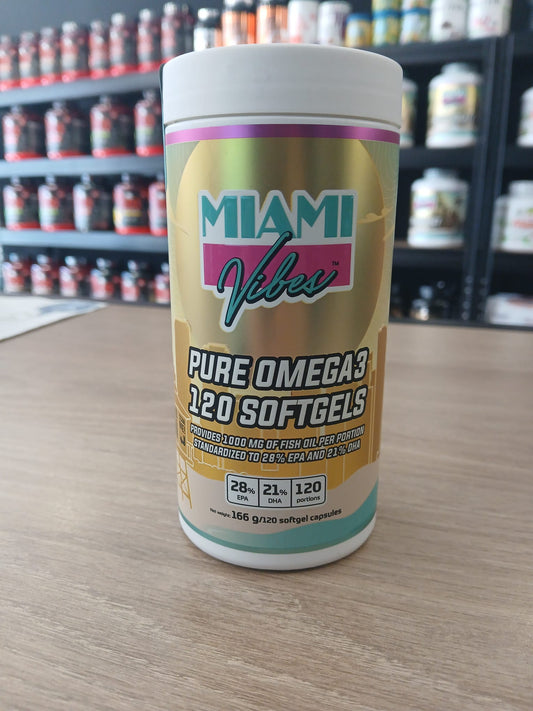 MIAMI
Vibes™
PURE OMEGA3
120 SOFTGELS
PROVIDES 1000 MG OF FISH OIL PER PORTION
STANDARDIZED TO 28% EPA AND 21% DHA
28% 21% 120
EPA DHA portions
Net weight: 166 g/120 softgel capsules